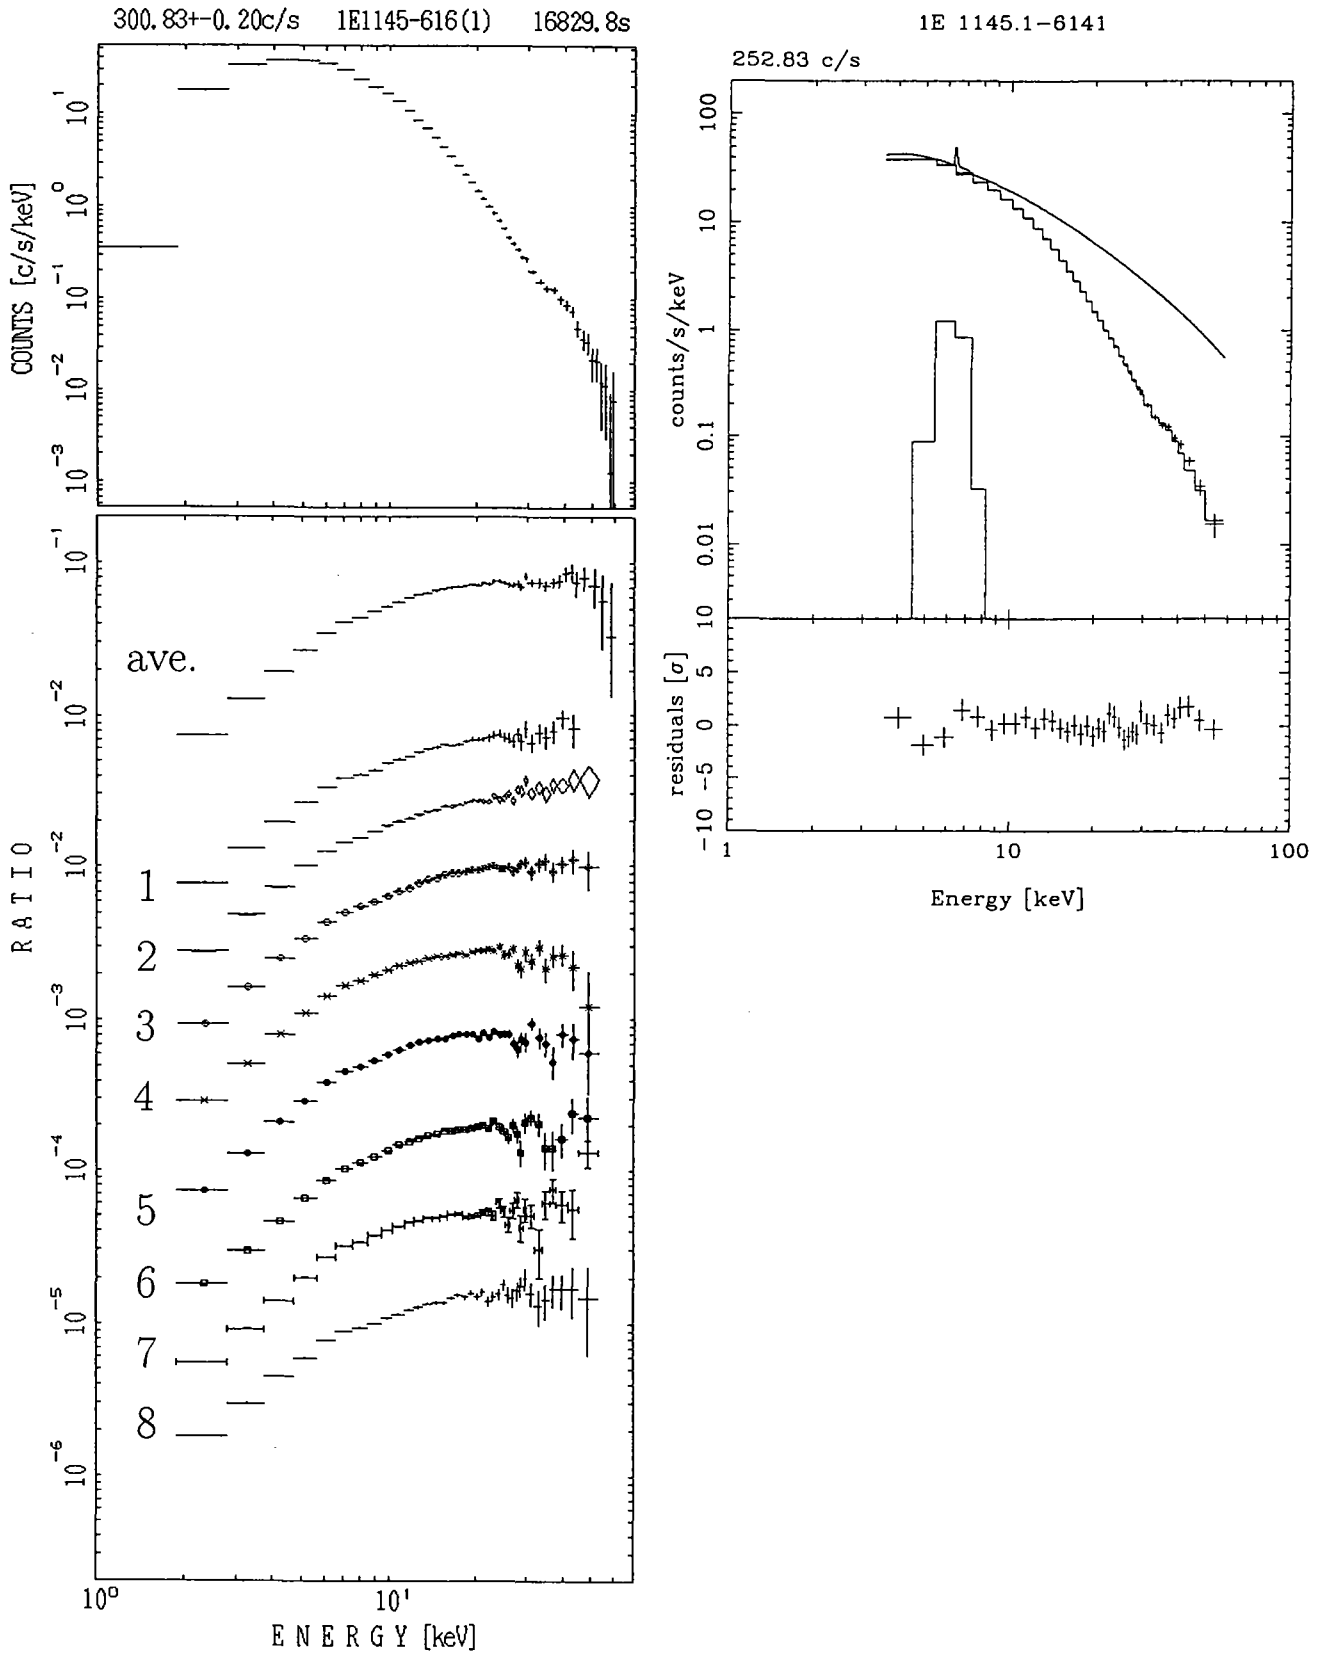 300.83+-0.20c/s 1E1145-616(1) 16829.8s
COUNTS [c/s/keV]
10^1
10^0
10^-1
10^-2
10^-3
RATIO
10^-1
10^-2
10^-2
10^-3
10^-4
10^-5
10^-6
ave.
1
2
3
4
5
6
7
8
10^0 10^1
ENERGY [keV]
1E 1145.1-6141
252.83 c/s
counts/s/keV
100
10
1
0.1
0.01
residuals [σ]
10
5
0
-5
-10
1 10 100
Energy [keV]